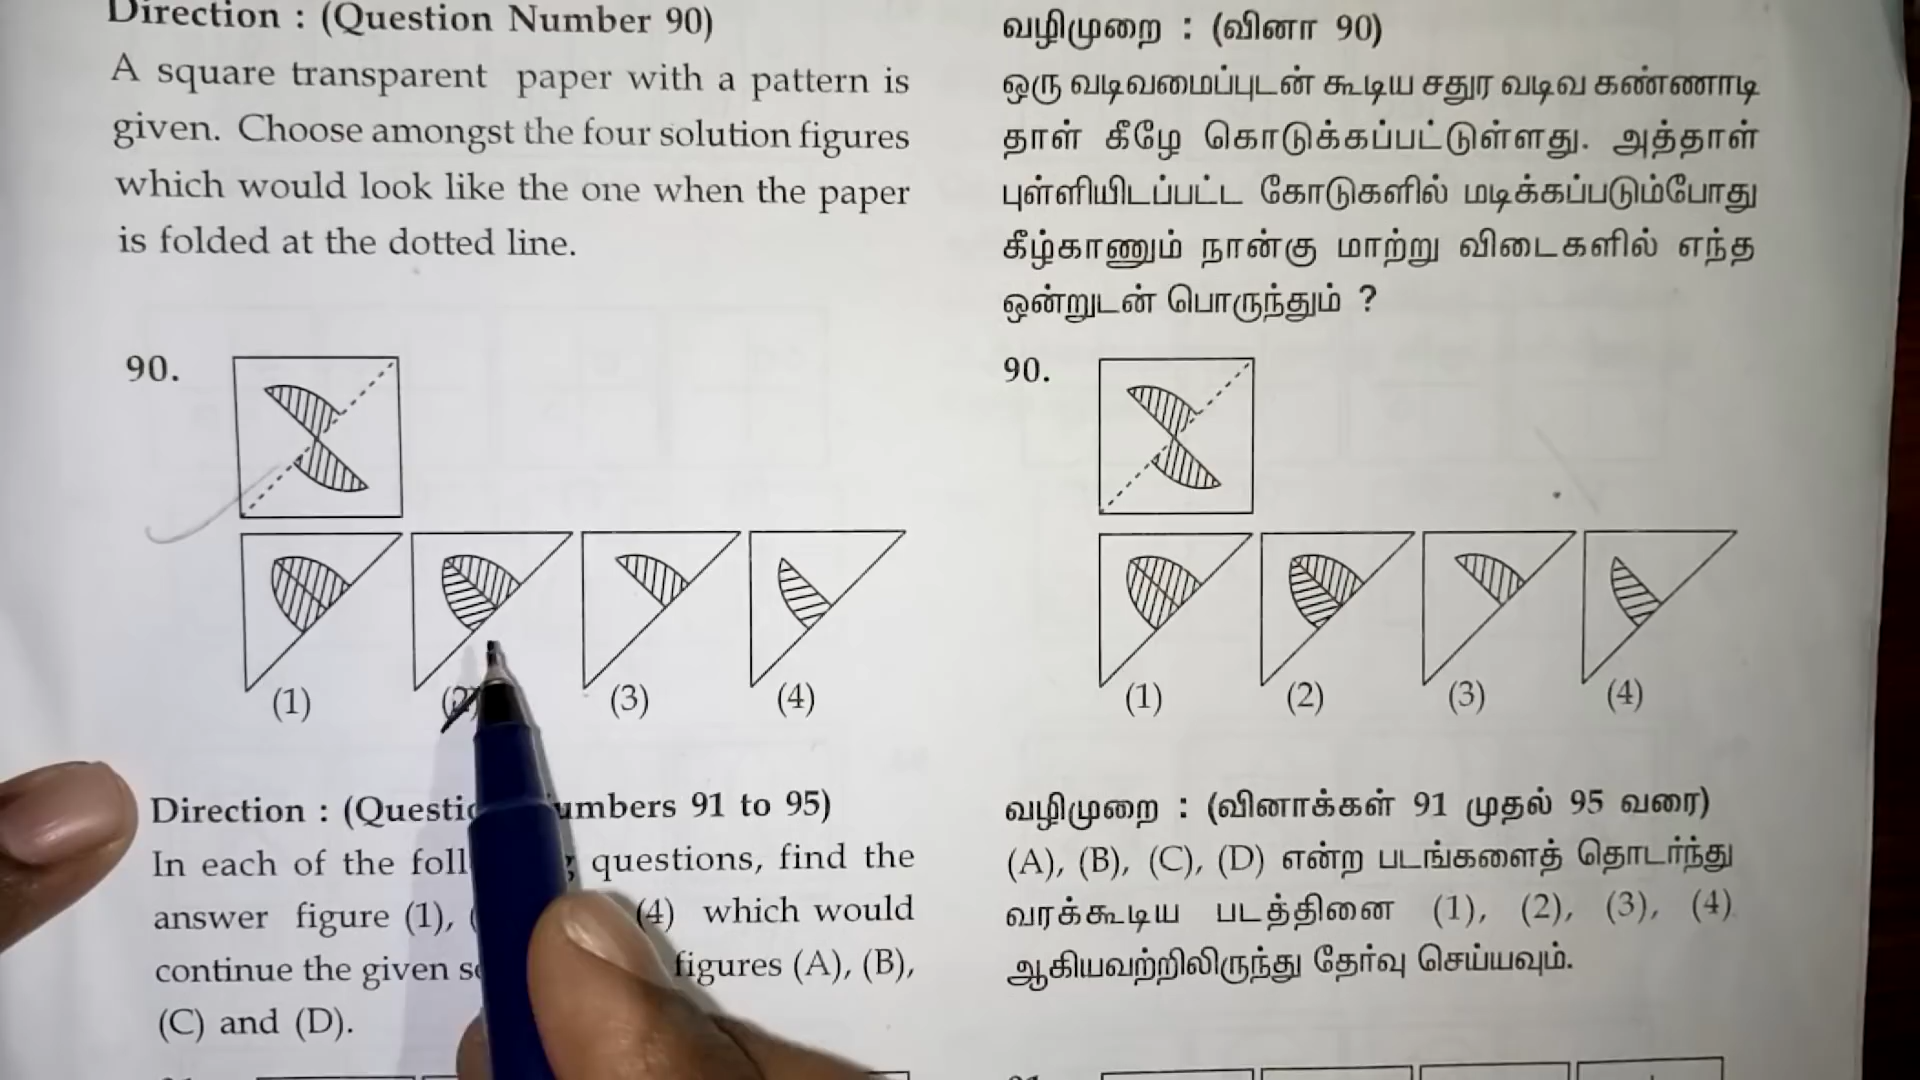 Direction : (Question Number 90)
A square transparent paper with a pattern is
given. Choose amongst the four solution figures
which would look like the one when the paper
is folded at the dotted line.
90.
(1) (2) (3) (4)
Direction : (Questio umbers 91 to 95)
In each of the foll g questions, find the
answer figure (1), (4) which would
continue the given se figures (A), (B),
(C) and (D).
வழிமுறை : (வினா 90)
ஒரு வடிவமைப்புடன் கூடிய சதுர வடிவ கண்ணாடி
தாள் கீழே கொடுக்கப்பட்டுள்ளது. அத்தாள்
புள்ளியிடப்பட்ட கோடுகளில் மடிக்கப்படும்போது
கீழ்காணும் நான்கு மாற்று விடைகளில் எந்த
ஒன்றுடன் பொருந்தும் ?
90.
(1) (2) (3) (4)
வழிமுறை : (வினாக்கள் 91 முதல் 95 வரை)
(A), (B), (C), (D) என்ற படங்களைத் தொடர்ந்து
வரக்கூடிய படத்தினை (1), (2), (3), (4)
ஆகியவற்றிலிருந்து தேர்வு செய்யவும்.